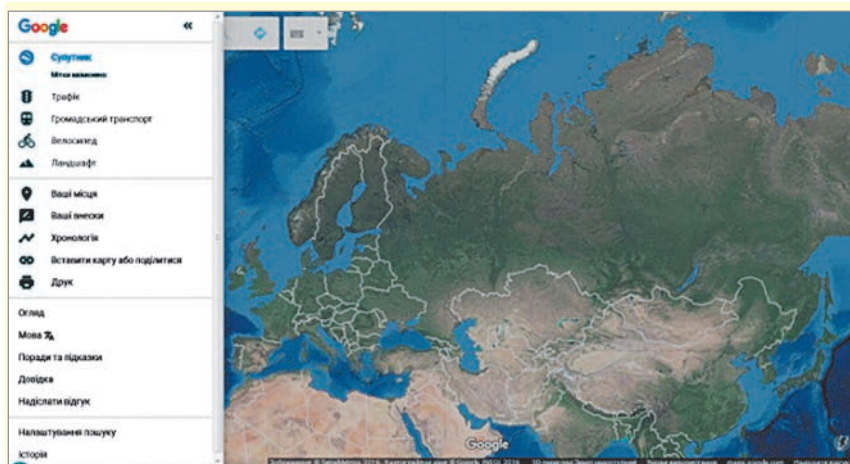 Google
«
Супутник
Мітки ввімкнено
Трафік
Громадський транспорт
Велосипед
Ландшафт
Ваші місця
Ваші внески
Хронологія
Вставити карту або поділитися
Друк
Огляд
Мова
Поради та підказки
Довідка
Надіслати відгук
Налаштування пошуку
Історія
Google